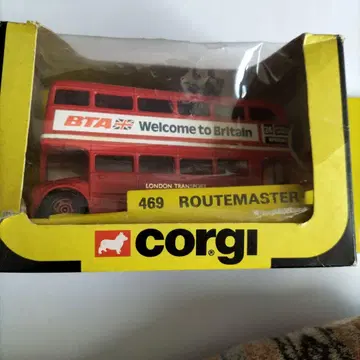 BTA Welcome to Britain
LONDON TRANSPORT
469 ROUTEMASTER
CORGI